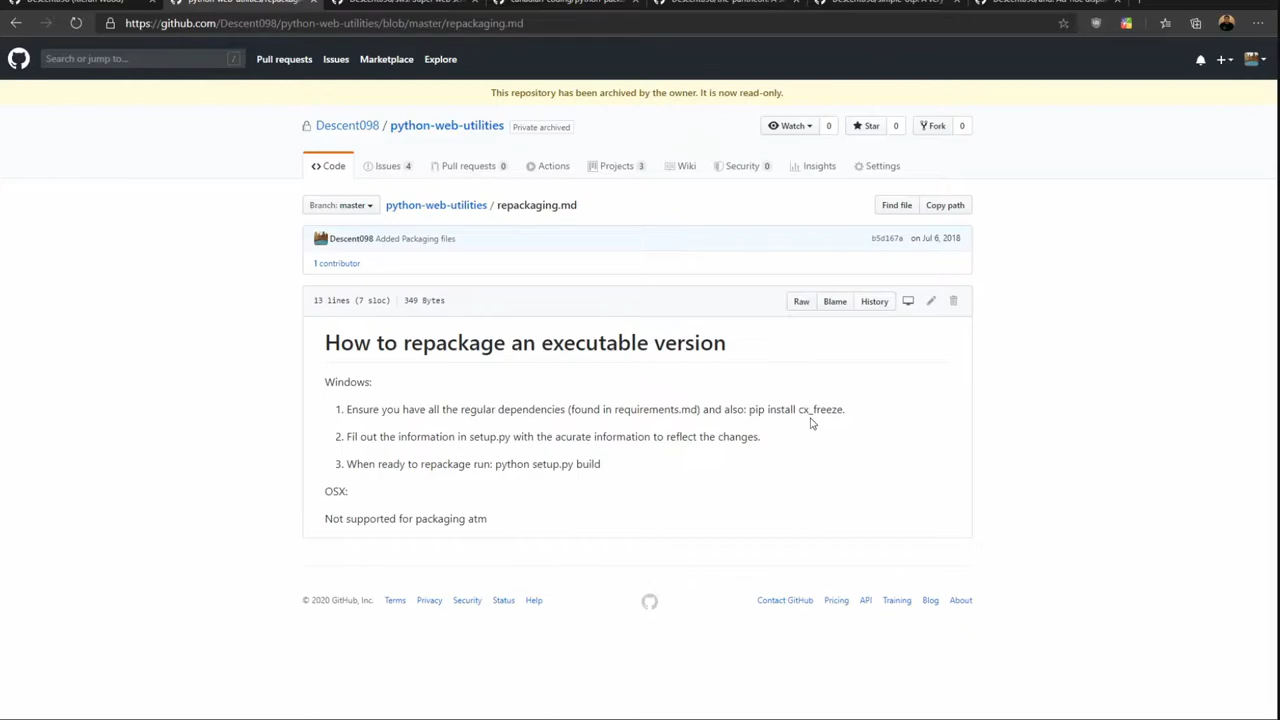 https://github.com/Descent098/python-web-utilities/blob/master/repackaging.md
Search or jump to...
/
Pull requests
Issues
Marketplace
Explore
This repository has been archived by the owner. It is now read-only.
Descent098 / python-web-utilities
Private archived
Watch
0
Star
0
Fork
0
Code
Issues 4
Pull requests 0
Actions
Projects 3
Wiki
Security 0
Insights
Settings
Branch: master
python-web-utilities / repackaging.md
Find file
Copy path
Descent098 Added Packaging files
b5d167a on Jul 6, 2018
1 contributor
13 lines (7 sloc)
349 Bytes
Raw
Blame
History
How to repackage an executable version
Windows:
1. Ensure you have all the regular dependencies (found in requirements.md) and also: pip install cx_freeze.
2. Fil out the information in setup.py with the acurate information to reflect the changes.
3. When ready to repackage run: python setup.py build
OSX:
Not supported for packaging atm
© 2020 GitHub, Inc.
Terms
Privacy
Security
Status
Help
Contact GitHub
Pricing
API
Training
Blog
About